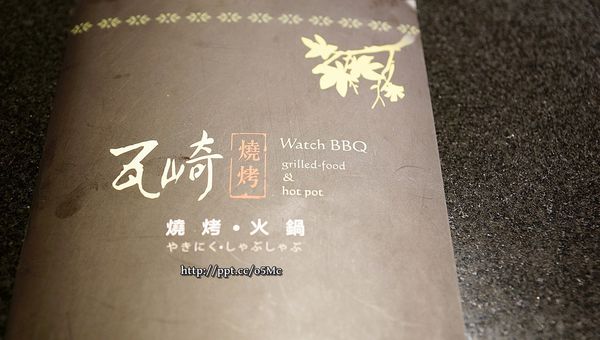 瓦崎
燒烤
Watch BBQ
grilled-food
&
hot pot
燒烤・火鍋
やきにく・しゃぶしゃぶ
http://ppt.cc/o5Mc